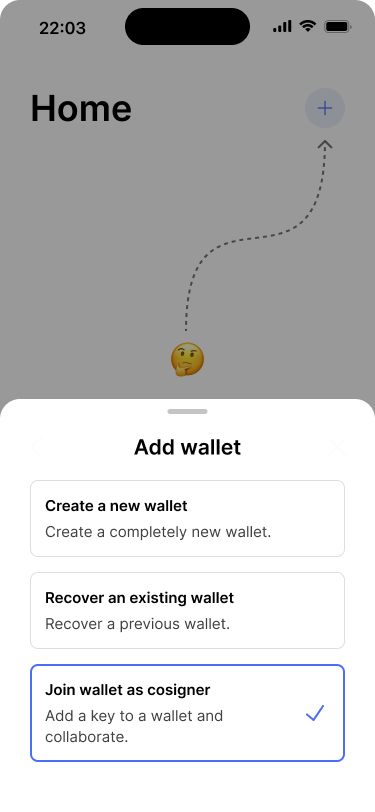 22:03
Home
Add wallet
Create a new wallet
Create a completely new wallet.
Recover an existing wallet
Recover a previous wallet.
Join wallet as cosigner
Add a key to a wallet and
collaborate.